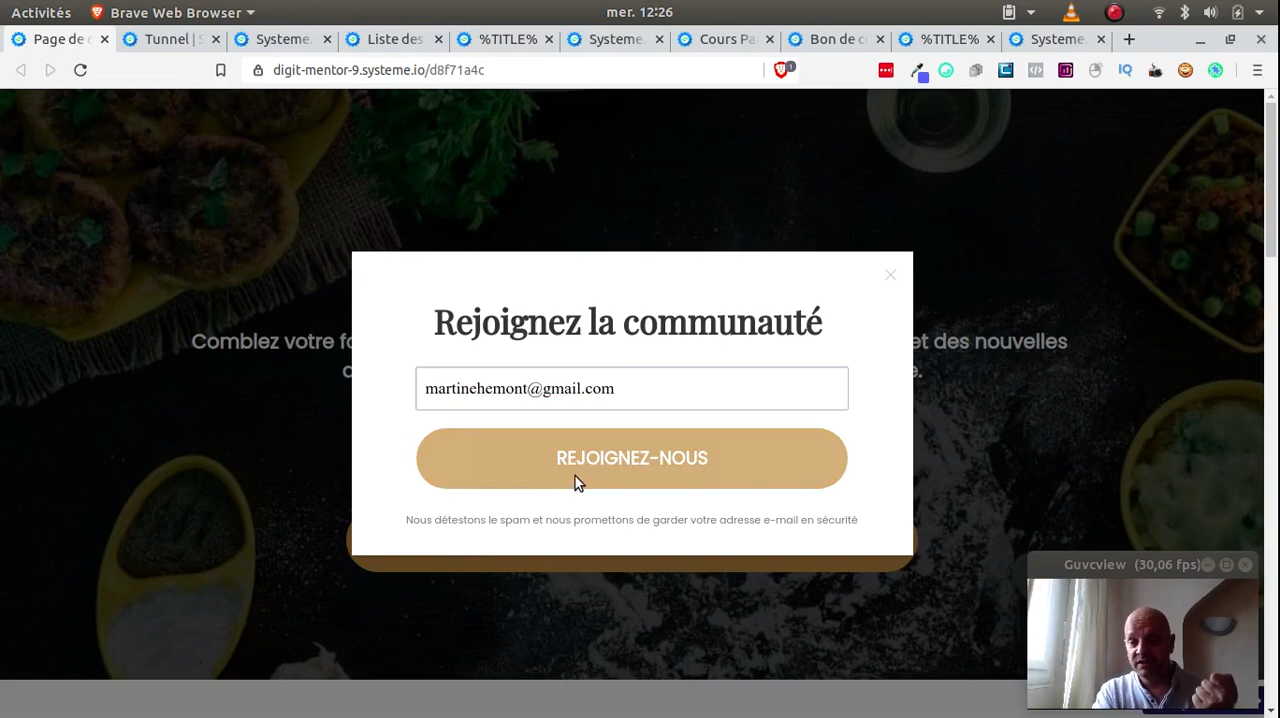 Activités Brave Web Browser mer. 12:26
Page de Tunnel | Systeme. Liste des %TITLE% Systeme. Cours Pa Bon de c %TITLE% Systeme.
digit-mentor-9.systeme.io/d8f71a4c
Rejoignez la communauté
Comblez votre et des nouvelles
martinehemont@gmail.com
REJOIGNEZ-NOUS
Nous détestons le spam et nous promettons de garder votre adresse e-mail en sécurité
Guvcview (30,06 fps)